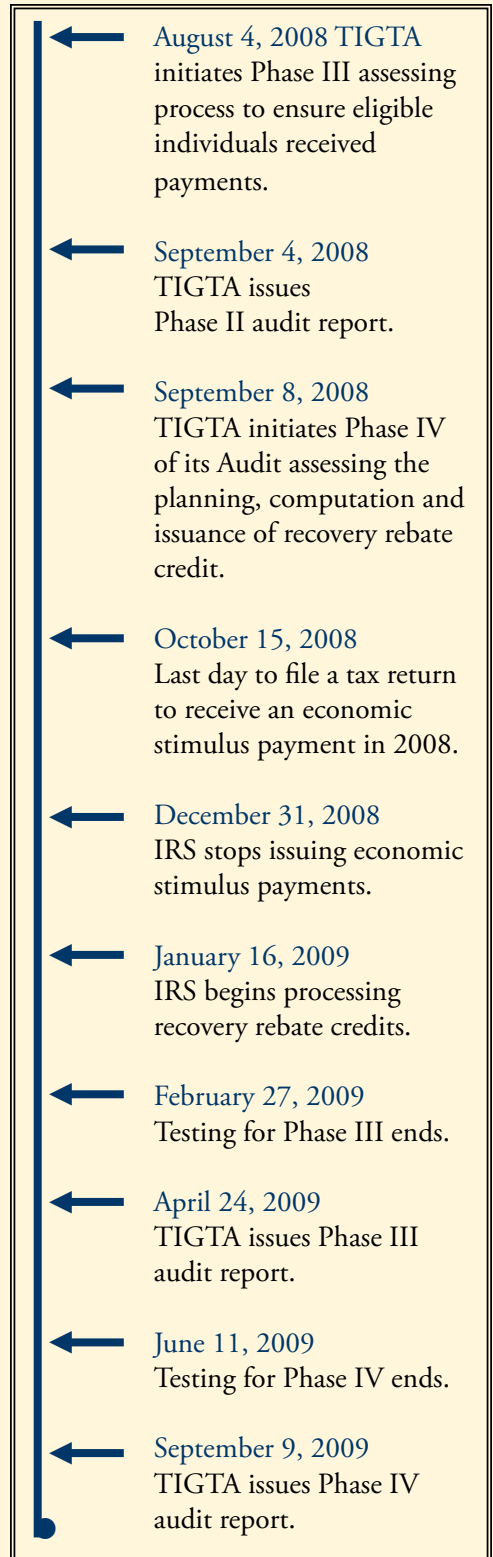 August 4, 2008 TIGTA
initiates Phase III assessing
process to ensure eligible
individuals received
payments.
September 4, 2008
TIGTA issues
Phase II audit report.
September 8, 2008
TIGTA initiates Phase IV
of its Audit assessing the
planning, computation and
issuance of recovery rebate
credit.
October 15, 2008
Last day to file a tax return
to receive an economic
stimulus payment in 2008.
December 31, 2008
IRS stops issuing economic
stimulus payments.
January 16, 2009
IRS begins processing
recovery rebate credits.
February 27, 2009
Testing for Phase III ends.
April 24, 2009
TIGTA issues Phase III
audit report.
June 11, 2009
Testing for Phase IV ends.
September 9, 2009
TIGTA issues Phase IV
audit report.